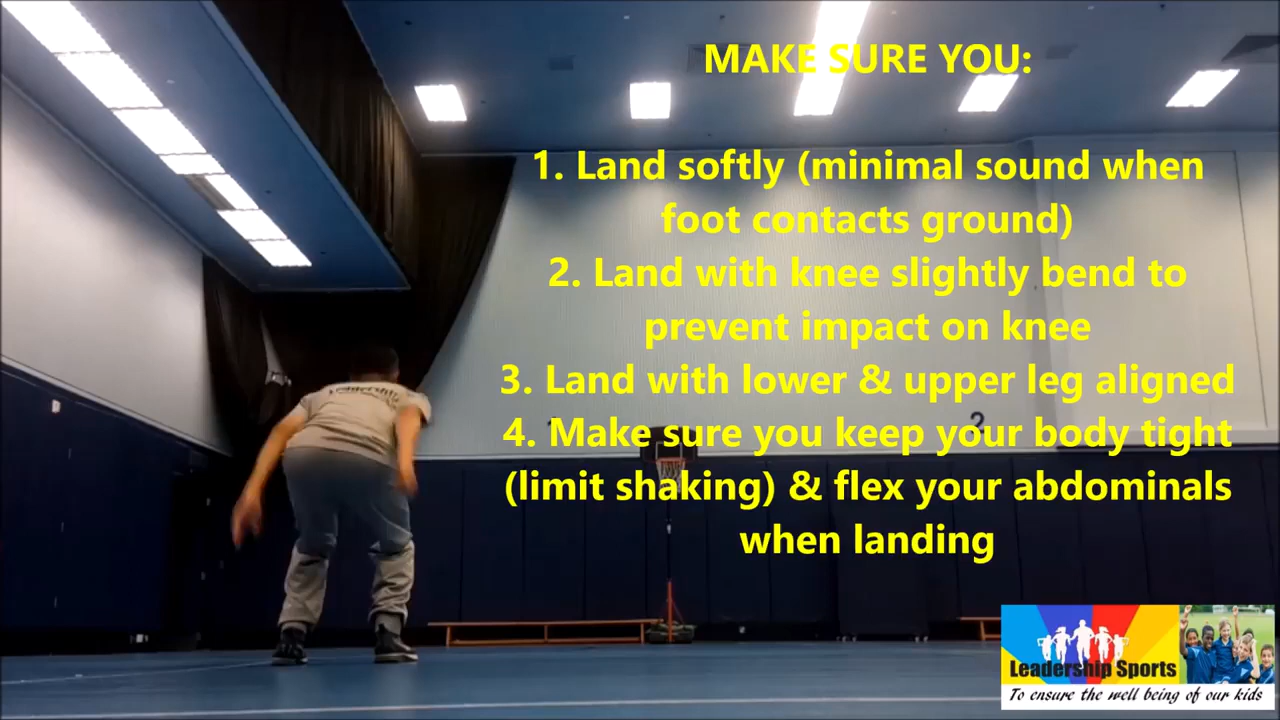 MAKE SURE YOU:
1. Land softly (minimal sound when
foot contacts ground)
2. Land with knee slightly bend to
prevent impact on knee
3. Land with lower & upper leg aligned
4. Make sure you keep your body tight
(limit shaking) & flex your abdominals
when landing
Leadership
2
Leadership Sports
To ensure the well being of our kids